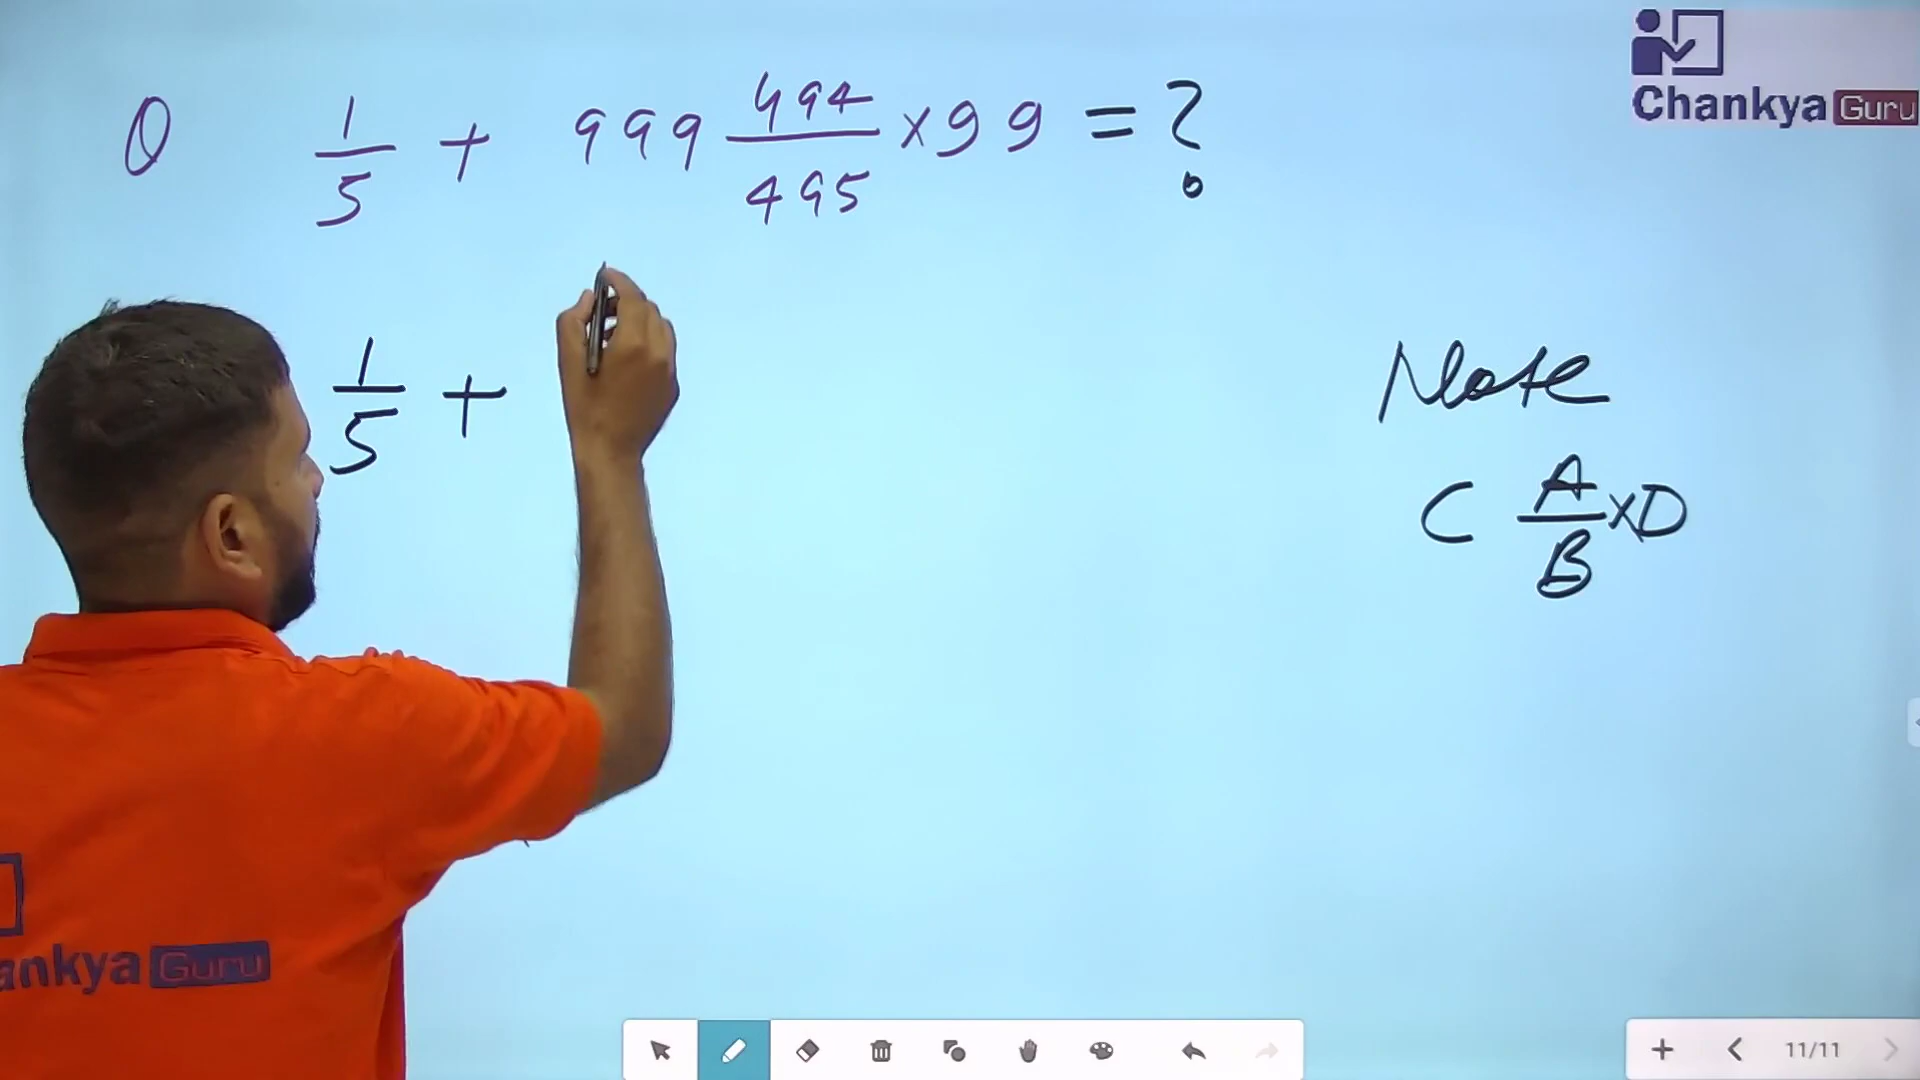 Chankya Guru
Q 1/5 + 999 494/495 × 99 = ?
1/5 +
Note
C A/B × D
ankya Guru
11/11